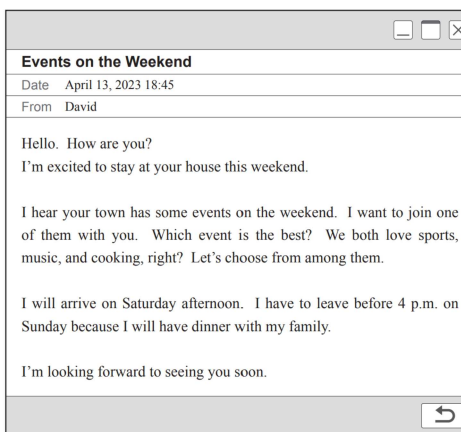 Events on the Weekend
Date April 13, 2023 18:45
From David
Hello. How are you?
I'm excited to stay at your house this weekend.
I hear your town has some events on the weekend. I want to join one
of them with you. Which event is the best? We both love sports,
music, and cooking, right? Let's choose from among them.
I will arrive on Saturday afternoon. I have to leave before 4 p.m. on
Sunday because I will have dinner with my family.
I'm looking forward to seeing you soon.